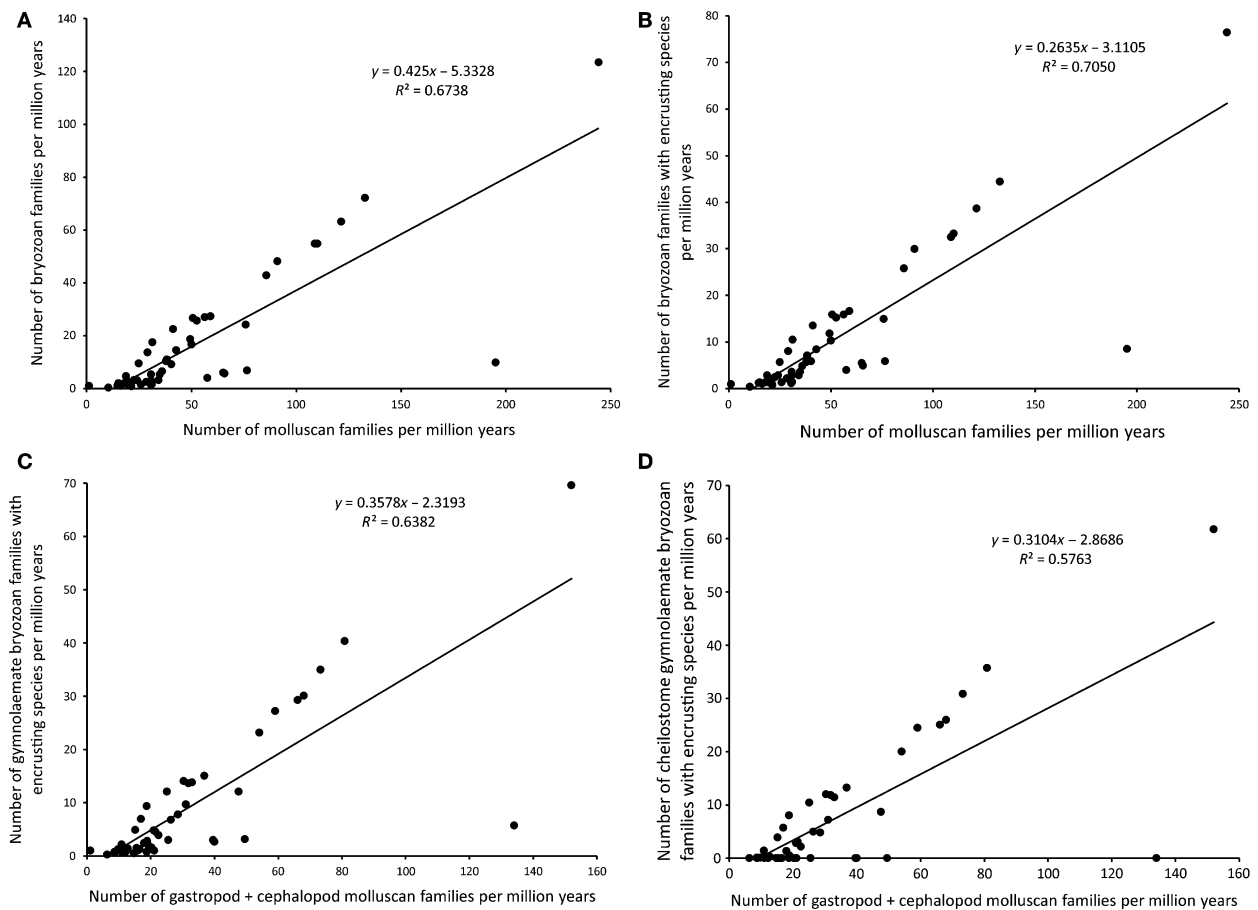 A
Number of bryozoan families per million years
140
120
100
80
60
40
20
0
y = 0.425x − 5.3328
R² = 0.6738
0 50 100 150 200 250
Number of molluscan families per million years
B
Number of bryozoan families with encrusting species
per million years
80
70
60
50
40
30
20
10
0
y = 0.2635x − 3.1105
R² = 0.7050
0 50 100 150 200 250
Number of molluscan families per million years
C
Number of gymnolaemate bryozoan families with
encrusting species per million years
70
60
50
40
30
20
10
0
y = 0.3578x − 2.3193
R² = 0.6382
0 20 40 60 80 100 120 140 160
Number of gastropod + cephalopod molluscan families per million years
D
Number of cheilostome gymnolaemate bryozoan
families with encrusting species per million years
70
60
50
40
30
20
10
0
y = 0.3104x − 2.8686
R² = 0.5763
0 20 40 60 80 100 120 140 160
Number of gastropod + cephalopod molluscan families per million years